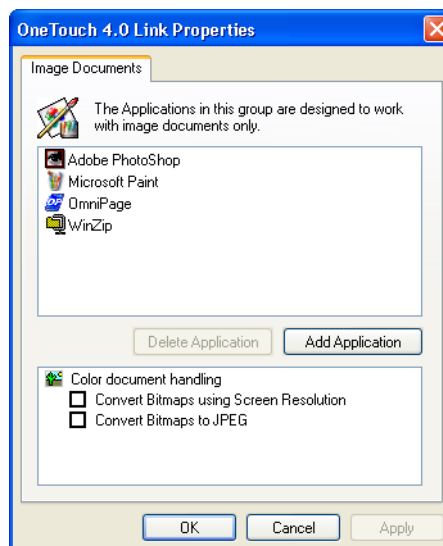 OneTouch 4.0 Link Properties
Image Documents
The Applications in this group are designed to work
with image documents only.
Adobe PhotoShop
Microsoft Paint
OmniPage
WinZip
Delete Application
Add Application
Color document handling
Convert Bitmaps using Screen Resolution
Convert Bitmaps to JPEG
OK
Cancel
Apply